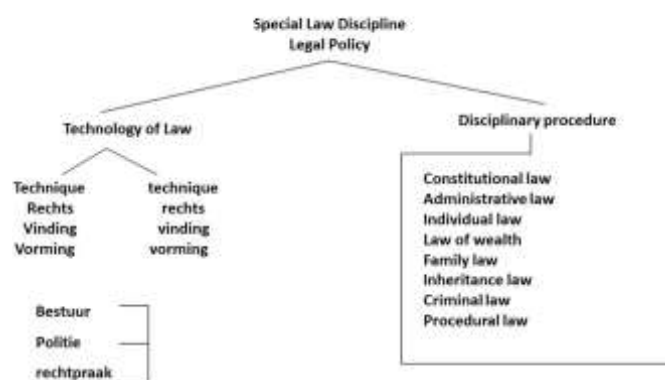 Special Law Discipline
Legal Policy
Technology of Law
Disciplinary procedure
Technique
Rechts
Vinding
Vorming
technique
rechts
vinding
vorming
Constitutional law
Administrative law
Individual law
Law of wealth
Family law
Inheritance law
Criminal law
Procedural law
Bestuur
Politie
rechtpraak